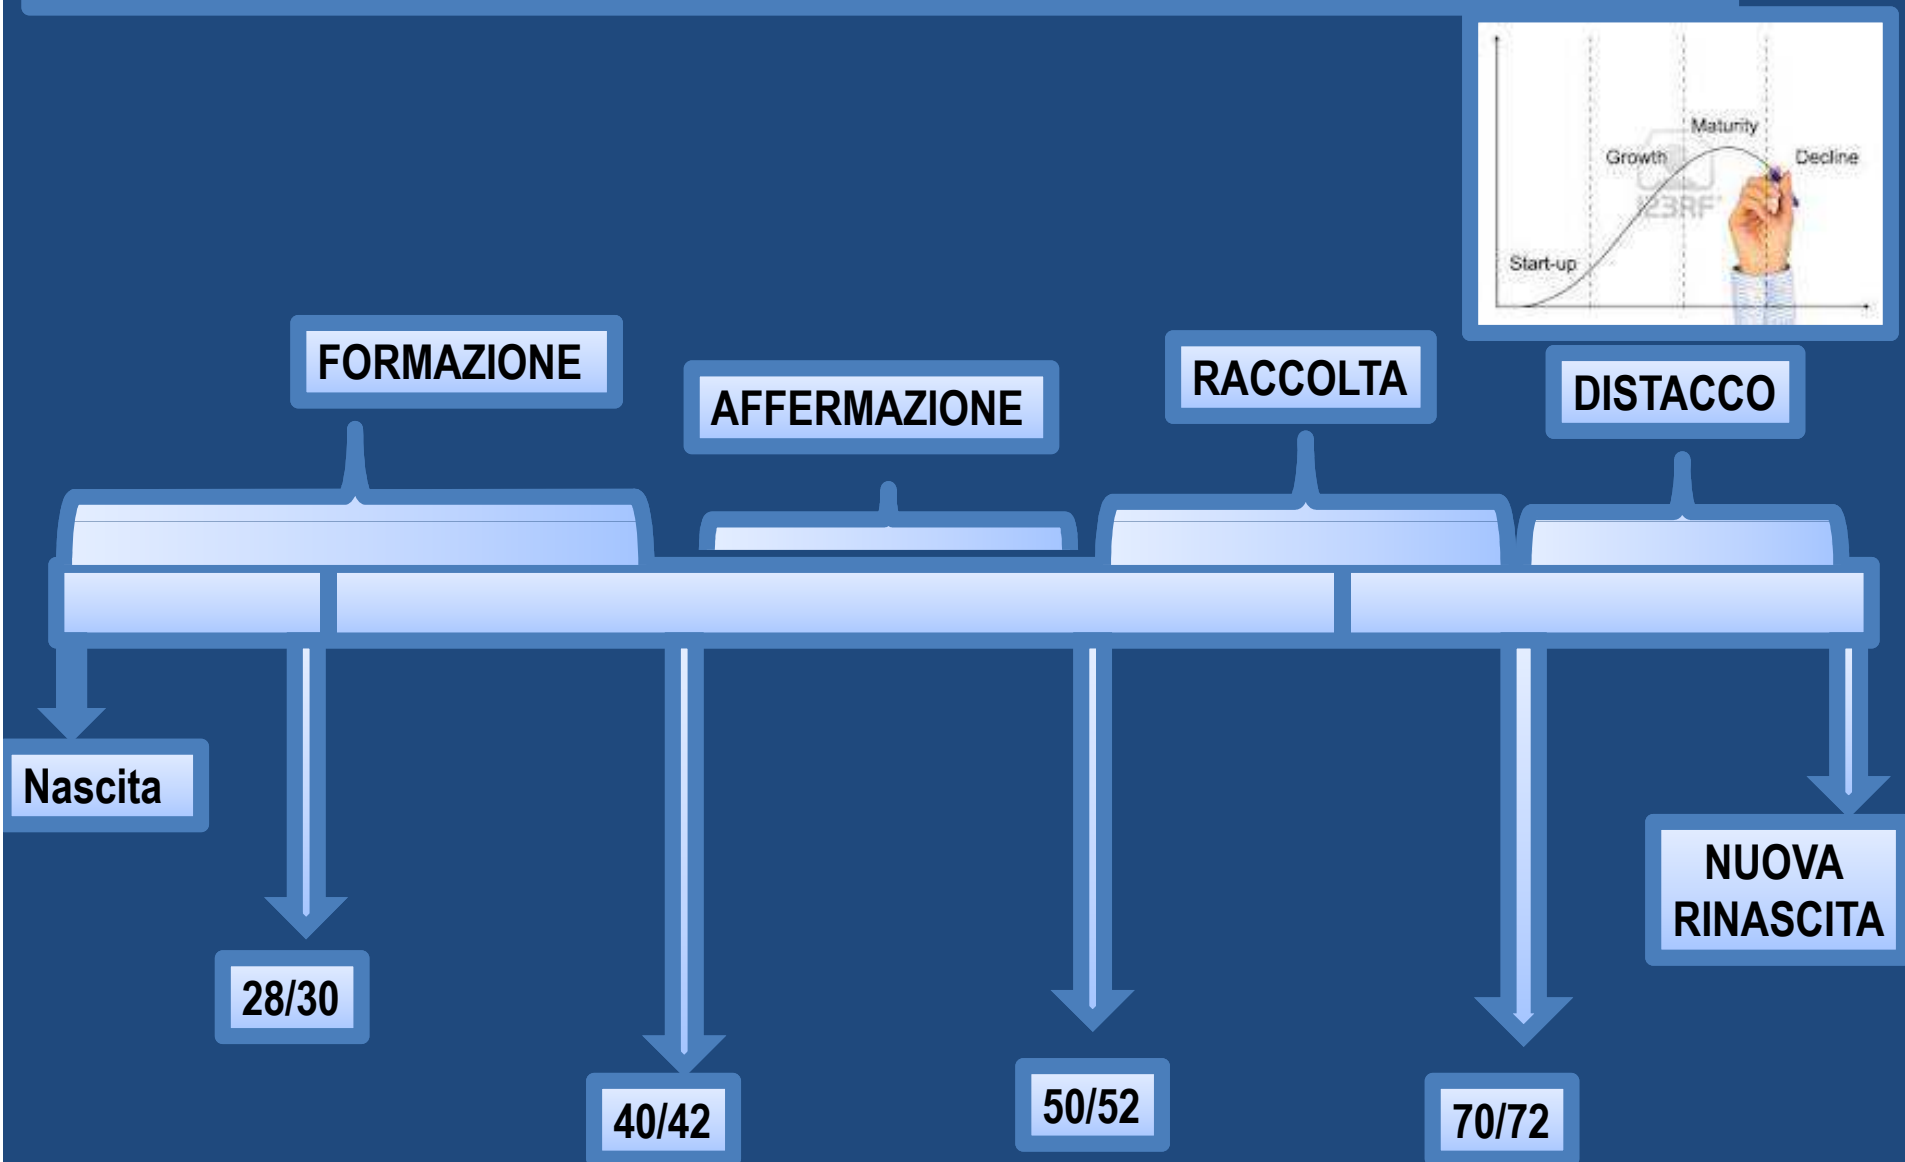 Maturity
Growth
Decline
123RF
Start-up
FORMAZIONE
AFFERMAZIONE
RACCOLTA
DISTACCO
Nascita
NUOVA
RINASCITA
28/30
40/42
50/52
70/72